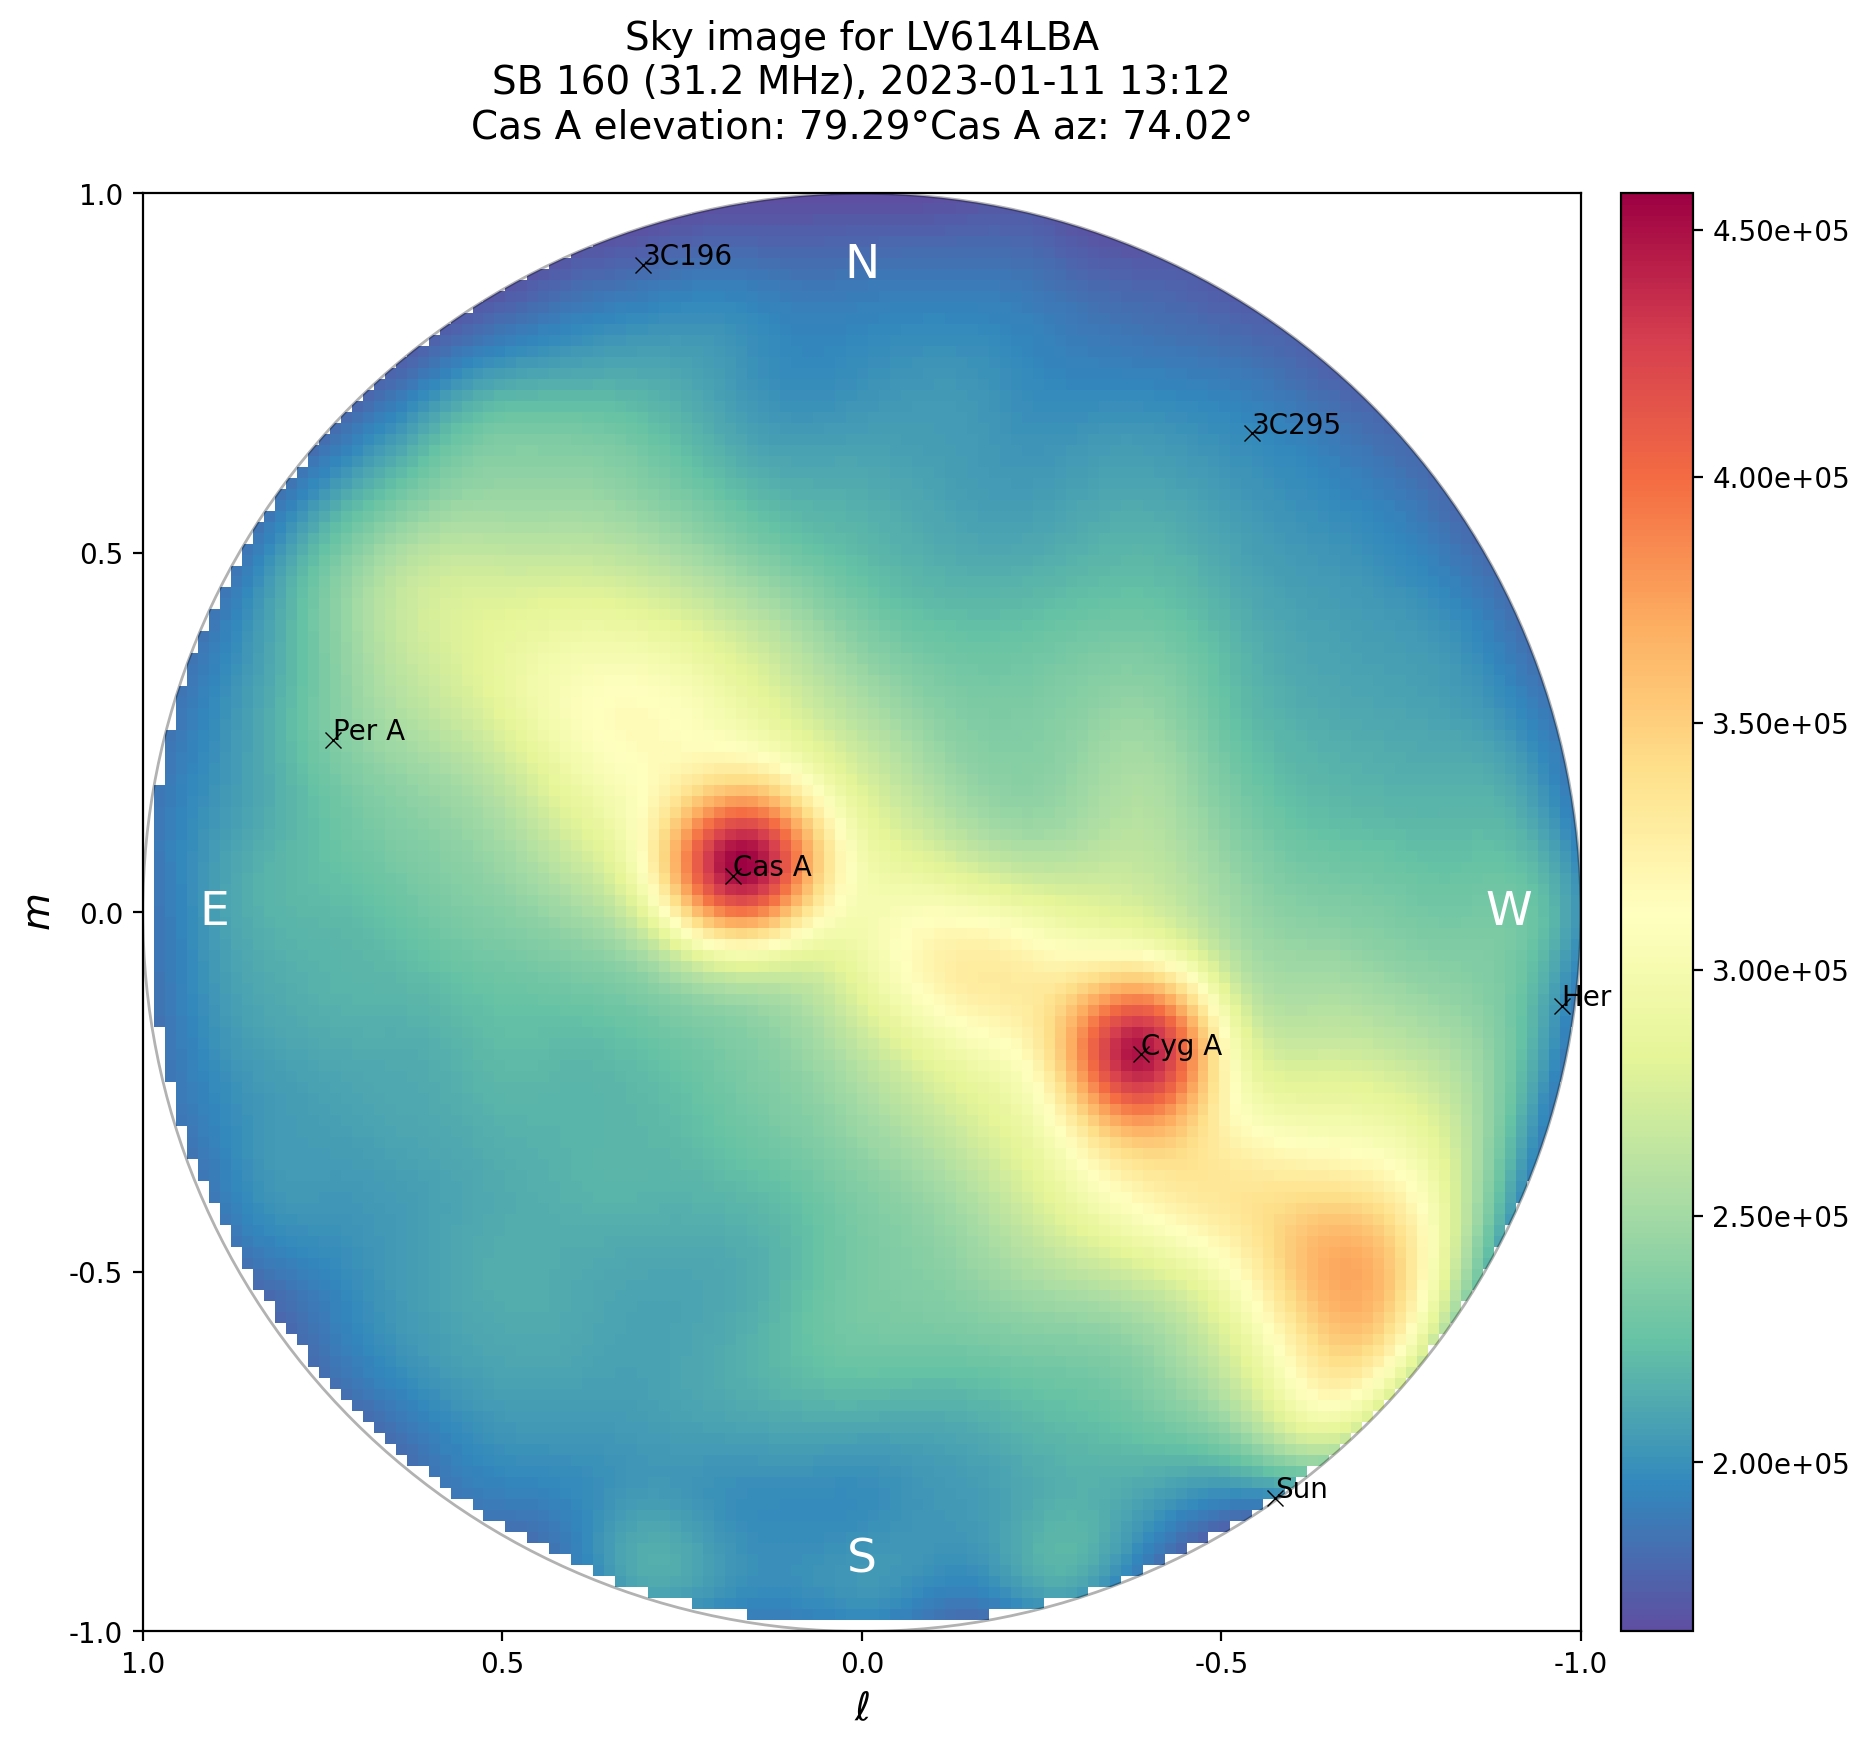 Sky image for LV614LBA
SB 160 (31.2 MHz), 2023-01-11 13:12
Cas A elevation: 79.29°Cas A az: 74.02°
1.0
0.5
0.0
-0.5
-1.0
m
1.0
0.5
0.0
-0.5
-1.0
ℓ
N
E
W
S
3C196
3C295
Per A
Cas A
Cyg A
Her
Sun
4.50e+05
4.00e+05
3.50e+05
3.00e+05
2.50e+05
2.00e+05